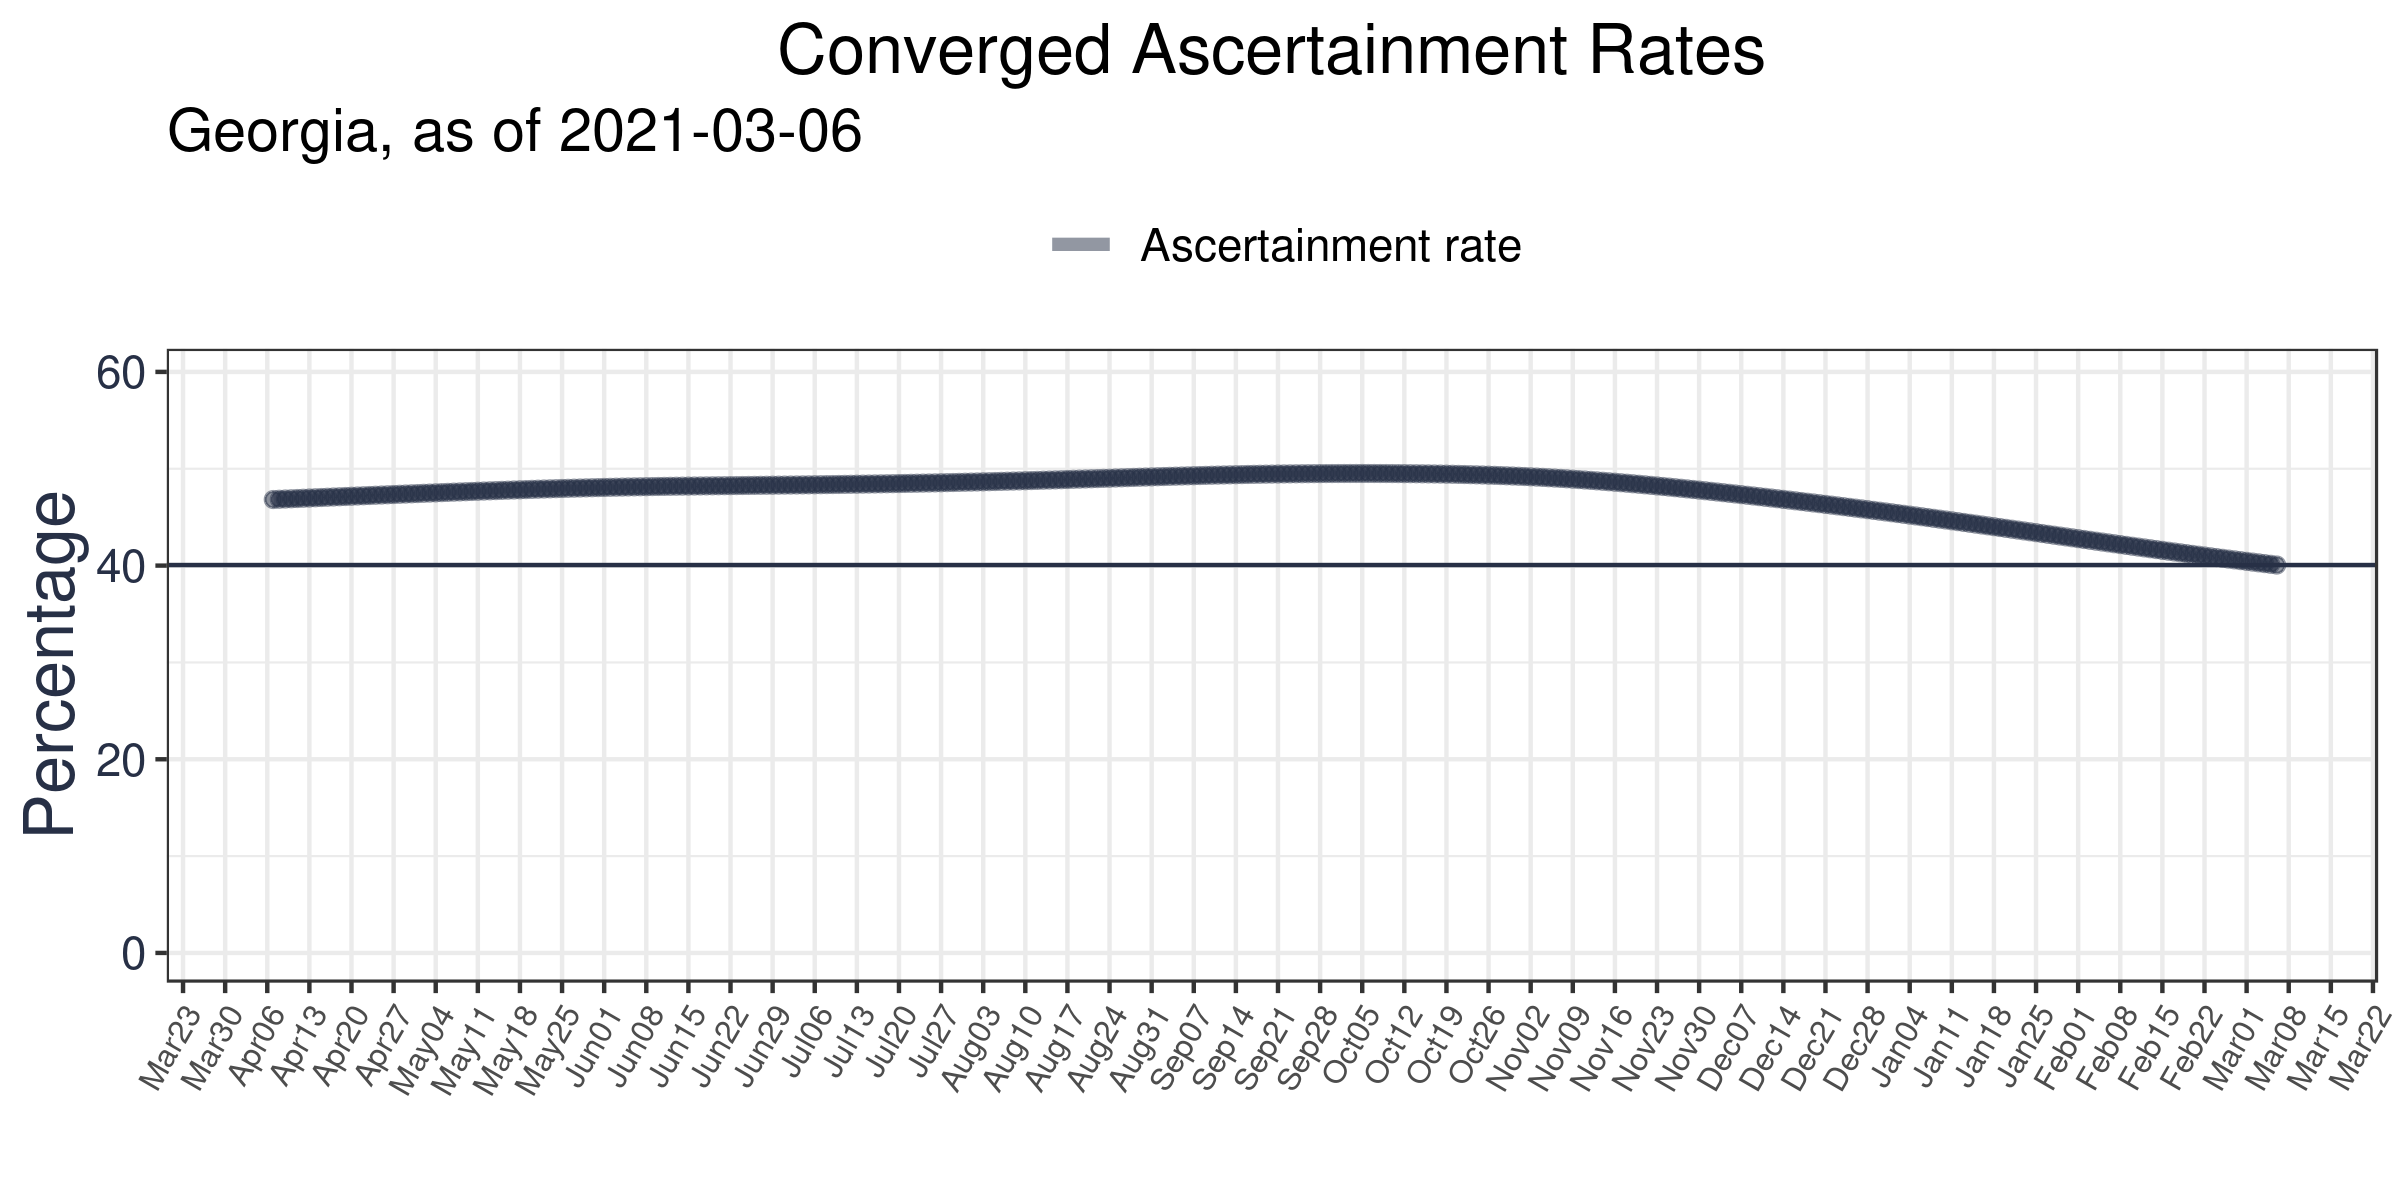 Converged Ascertainment Rates
Georgia, as of 2021-03-06
Ascertainment rate
Percentage
60
40
20
0
Mar23 Mar30 Apr06 Apr13 Apr20 Apr27 May04 May11 May18 May25 Jun01 Jun08 Jun15 Jun22 Jun29 Jul06 Jul13 Jul20 Jul27 Aug03 Aug10 Aug17 Aug24 Aug31 Sep07 Sep14 Sep21 Sep28 Oct05 Oct12 Oct19 Oct26 Nov02 Nov09 Nov16 Nov23 Nov30 Dec07 Dec14 Dec21 Dec28 Jan04 Jan11 Jan18 Jan25 Feb01 Feb08 Feb15 Feb22 Mar01 Mar08 Mar15 Mar22